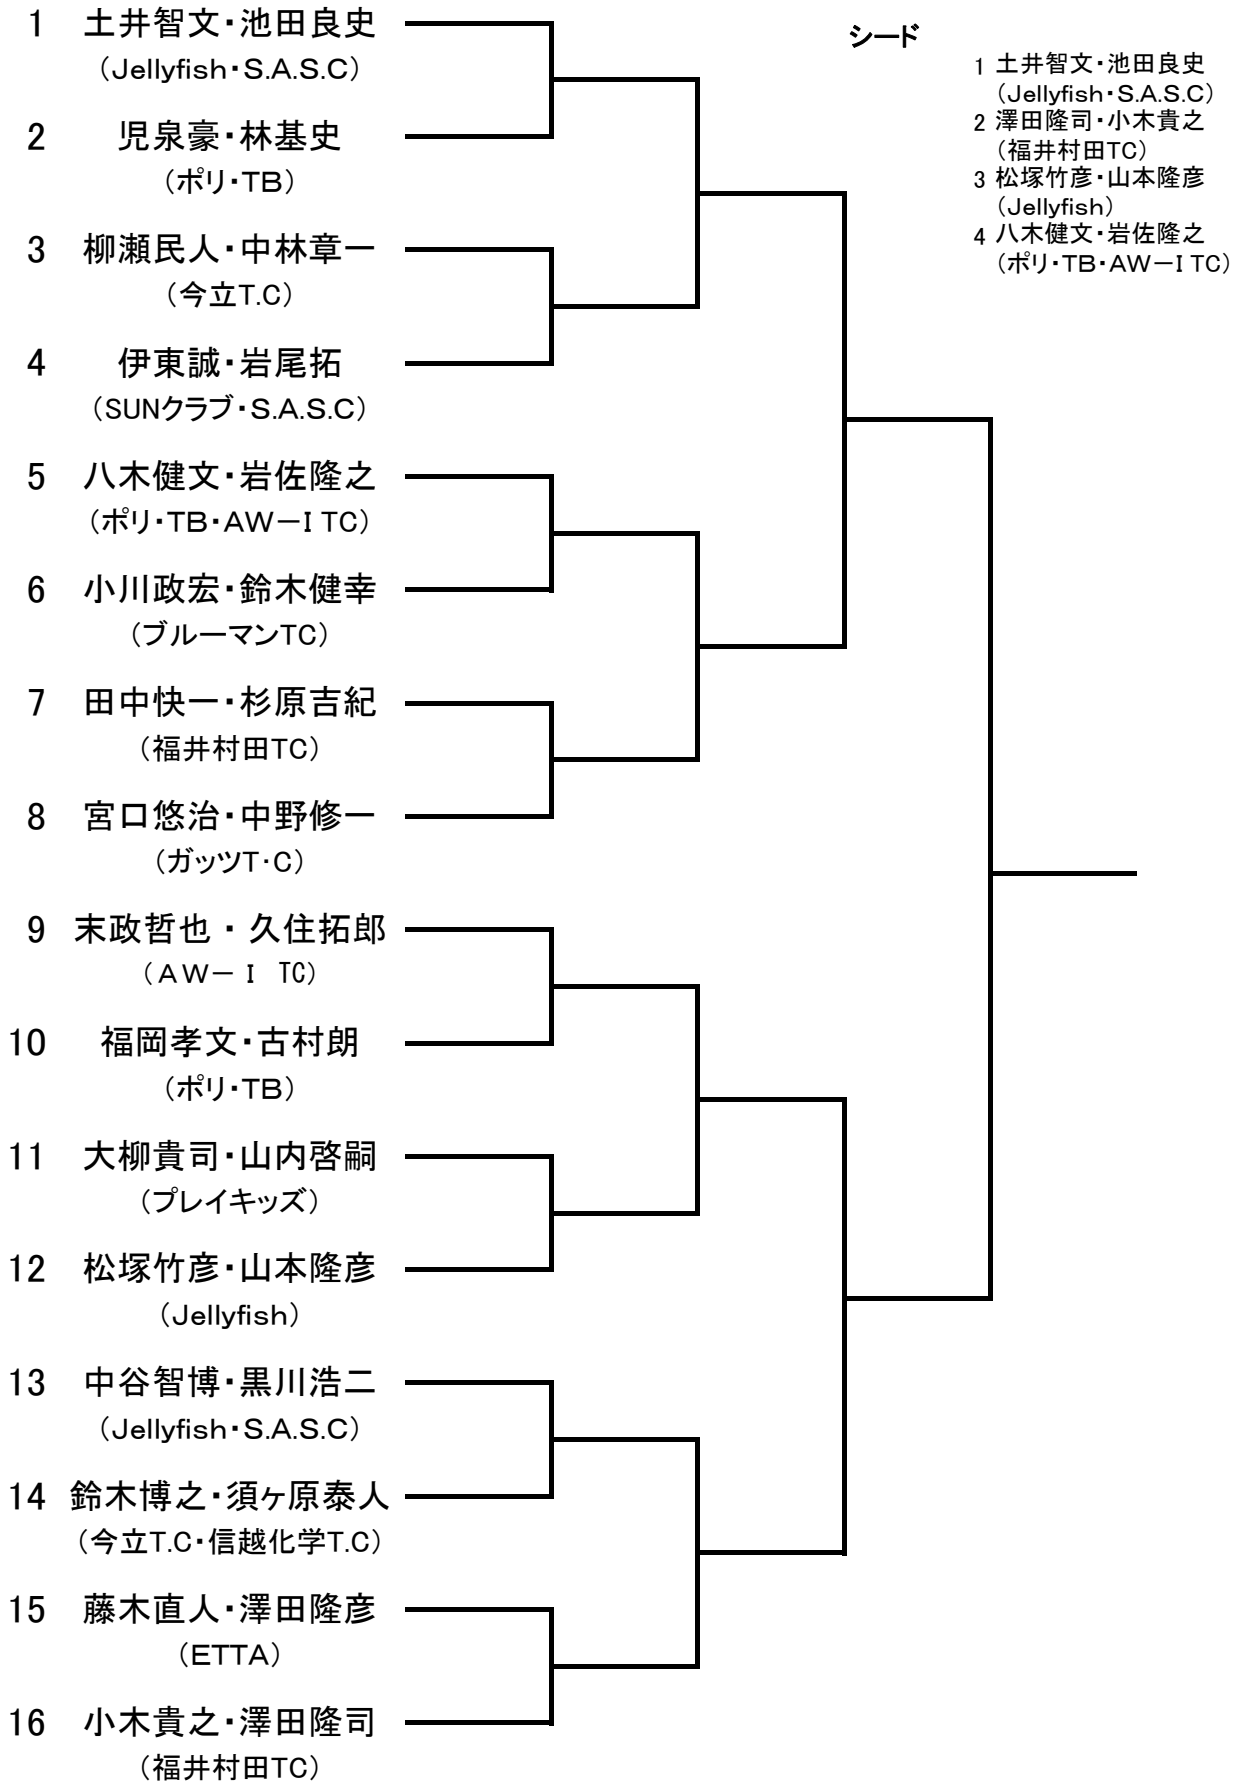 1 土井智文・池田良史
（Jellyfish・S.A.S.C）
2 児泉豪・林基史
（ポリ・TB）
3 柳瀬民人・中林章一
（今立T.C）
4 伊東誠・岩尾拓
（SUNクラブ・S.A.S.C）
5 八木健文・岩佐隆之
（ポリ・TB・AW－I TC）
6 小川政宏・鈴木健幸
（ブルーマンTC）
7 田中快一・杉原吉紀
（福井村田TC）
8 宮口悠治・中野修一
（ガッツT・C）
9 末政哲也・久住拓郎
（AW－I TC）
10 福岡孝文・古村朗
（ポリ・TB）
11 大柳貴司・山内啓嗣
（プレイキッズ）
12 松塚竹彦・山本隆彦
（Jellyfish）
13 中谷智博・黒川浩二
（Jellyfish・S.A.S.C）
14 鈴木博之・須ヶ原泰人
（今立T.C・信越化学T.C）
15 藤木直人・澤田隆彦
（ETTA）
16 小木貴之・澤田隆司
（福井村田TC）
シード
1 土井智文・池田良史
（Jellyfish・S.A.S.C）
2 澤田隆司・小木貴之
（福井村田TC）
3 松塚竹彦・山本隆彦
（Jellyfish）
4 八木健文・岩佐隆之
（ポリ・TB・AW－I TC）